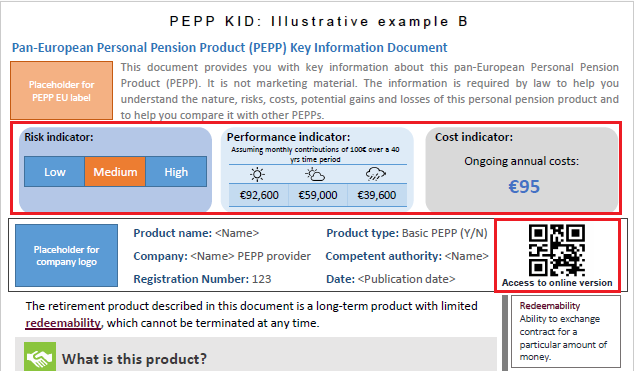 PEPP KID: Illustrative example B
Pan-European Personal Pension Product (PEPP) Key Information Document
Placeholder for
PEPP EU label
This document provides you with key information about this pan-European Personal Pension
Product (PEPP). It is not marketing material. The information is required by law to help you
understand the nature, risks, costs, potential gains and losses of this personal pension product and
to help you compare it with other PEPPs.
Risk indicator:
Low Medium High
Performance indicator:
Assuming monthly contributions of 100€ over a 40
yrs time period
€92,600 €59,000 €39,600
Cost indicator:
Ongoing annual costs:
€95
Placeholder for
company logo
Product name: <Name> Product type: Basic PEPP (Y/N)
Company: <Name> PEPP provider Competent authority: <Name>
Registration Number: 123 Date: <Publication date>
Access to online version
The retirement product described in this document is a long-term product with limited
redeemability, which cannot be terminated at any time.
Redeemability
Ability to exchange
contract for a
particular amount of
money.
What is this product?